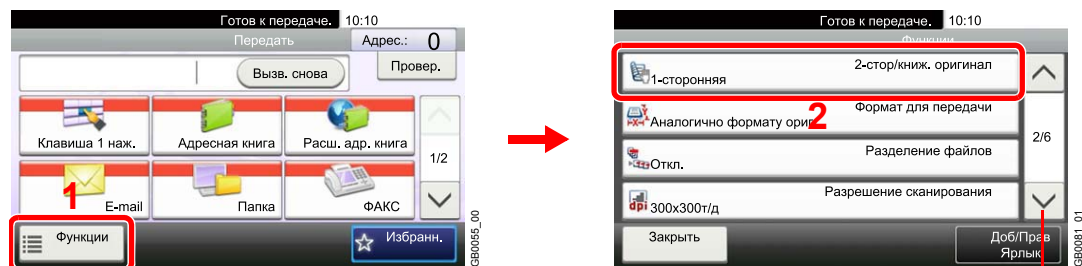 Готов к передаче. 10:10
Передать
Адрес.: 0
Вызв. снова
Провер.
Клавиша 1 наж.
Адресная книга
Расш. адр. книга
1/2
1
E-mail
Папка
ФАКС
Функции
Избранн.
GB0055_00
Готов к передаче. 10:10
Функции
2-стор/книж. оригинал
1-сторонняя
Формат для передачи
Аналогично формату ориг
2
2/6
Разделение файлов
Откл.
Разрешение сканирования
dpi 300x300т/д
Закрыть
Доб/Прав
Ярлык
GB0081_01